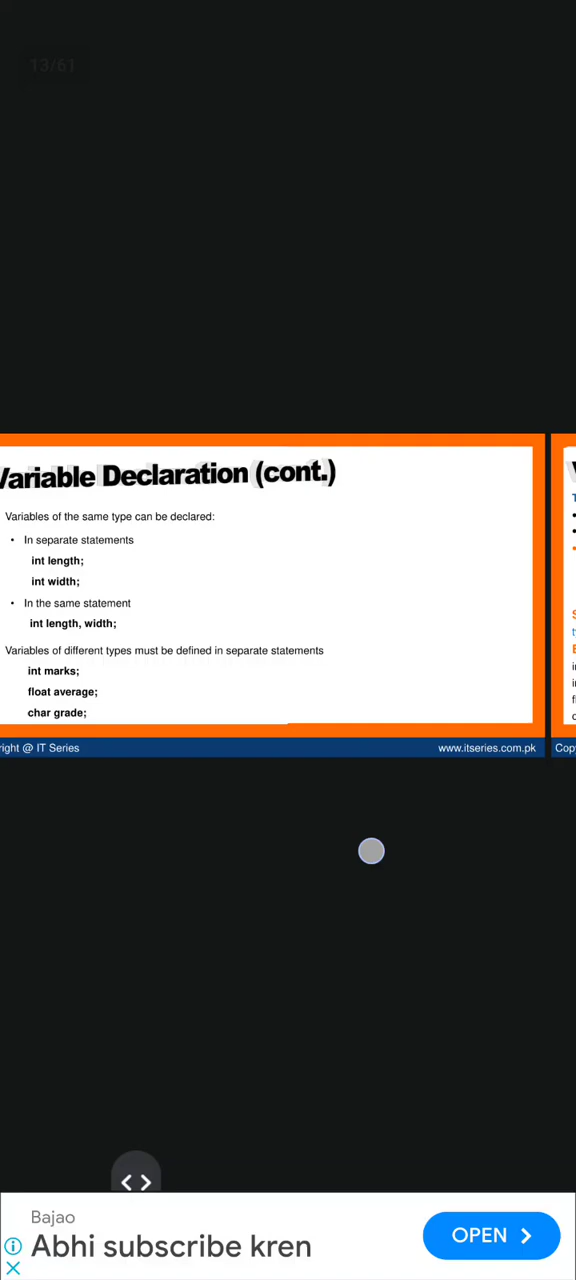 13/61
Variable Declaration (cont.)
Variables of the same type can be declared:
• In separate statements
int length;
int width;
• In the same statement
int length, width;
Variables of different types must be defined in separate statements
int marks;
float average;
char grade;
right @ IT Series
www.itseries.com.pk
Bajao
Abhi subscribe kren
OPEN